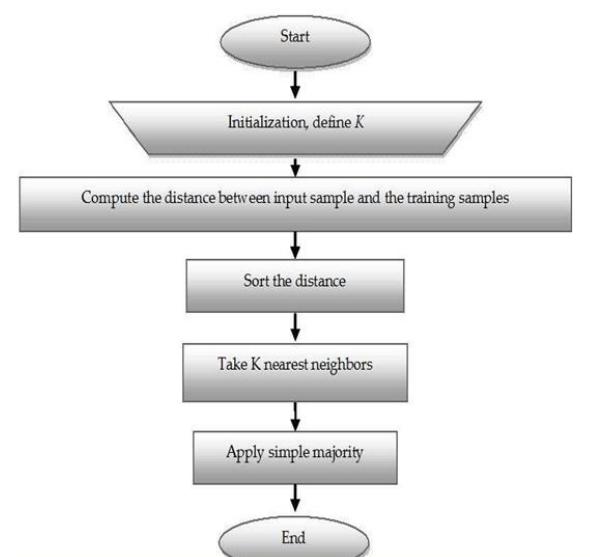 Start
Initialization, define K
Compute the distance between input sample and the training samples
Sort the distance
Take K nearest neighbors
Apply simple majority
End